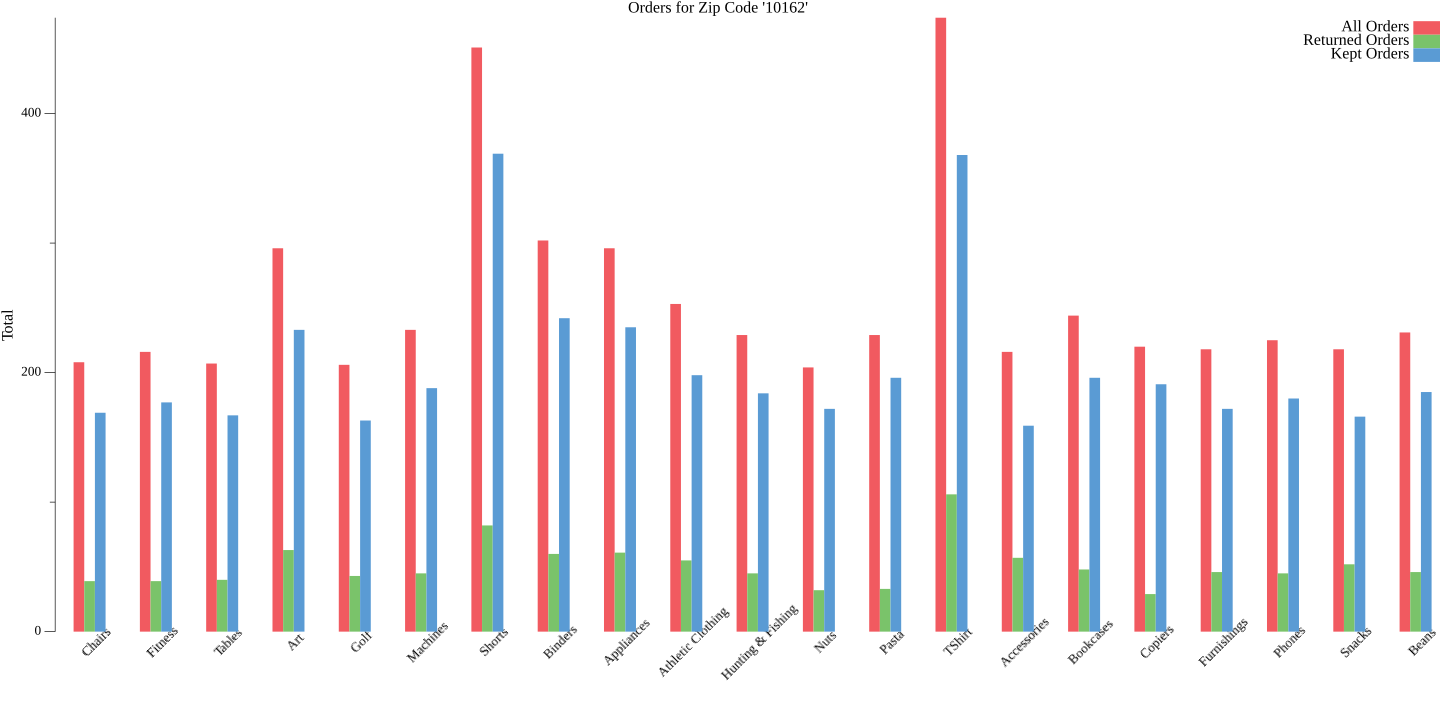 Orders for Zip Code '10162'
All Orders
Returned Orders
Kept Orders
Total
400
200
0
Chairs
Fitness
Tables
Art
Golf
Machines
Shorts
Binders
Appliances
Athletic Clothing
Hunting & Fishing
Nuts
Pasta
TShirt
Accessories
Bookcases
Copiers
Furnishings
Phones
Snacks
Beans